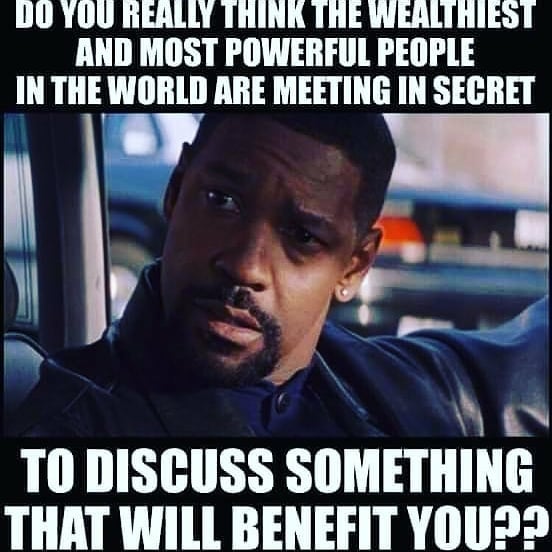 DO YOU REALLY THINK THE WEALTHIEST
AND MOST POWERFUL PEOPLE
IN THE WORLD ARE MEETING IN SECRET
TO DISCUSS SOMETHING
THAT WILL BENEFIT YOU??